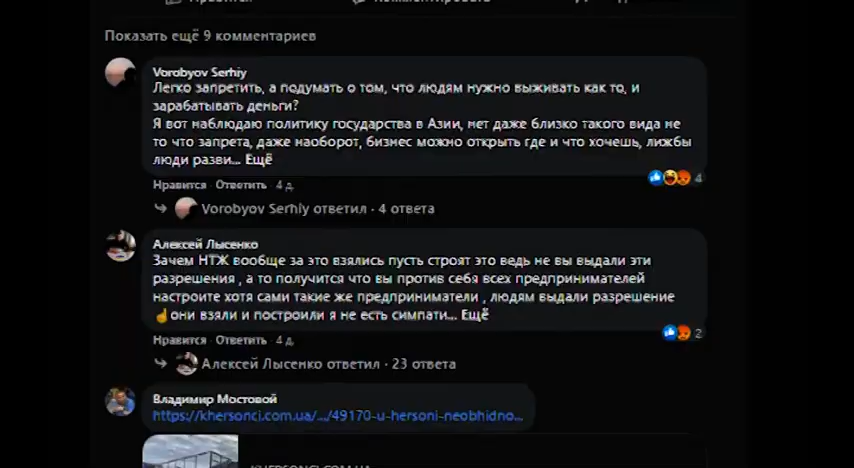 Нравится
Комментировать
Показать ещё 9 комментариев
Vorobyov Serhiy
Легко запретить, а подумать о том, что людям нужно выживать как то, и
зарабатывать деньги?
Я вот наблюдаю политику государства в Азии, нет даже близко такого вида не
то что запрета, даже наоборот, бизнес можно открыть где и что хочешь, лижбы
люди разви... Ещё
Нравится · Ответить · 4 д.
4
Vorobyov Serhiy ответил · 4 ответа
Алексей Лысенко
Зачем НТЖ вообще за это взялись пусть строят это ведь не вы выдали эти
разрешения , а то получится что вы против себя всех предпринимателей
настроите хотя сами такие же предприниматели , людям выдали разрешение
☝они взяли и построили я не есть симпати... Ещё
Нравится · Ответить · 4 д.
2
Алексей Лысенко ответил · 23 ответа
Владимир Мостовой
https://khersonci.com.ua/.../49170-u-hersoni-neobhidno...
KHERSONCI.COM.UA